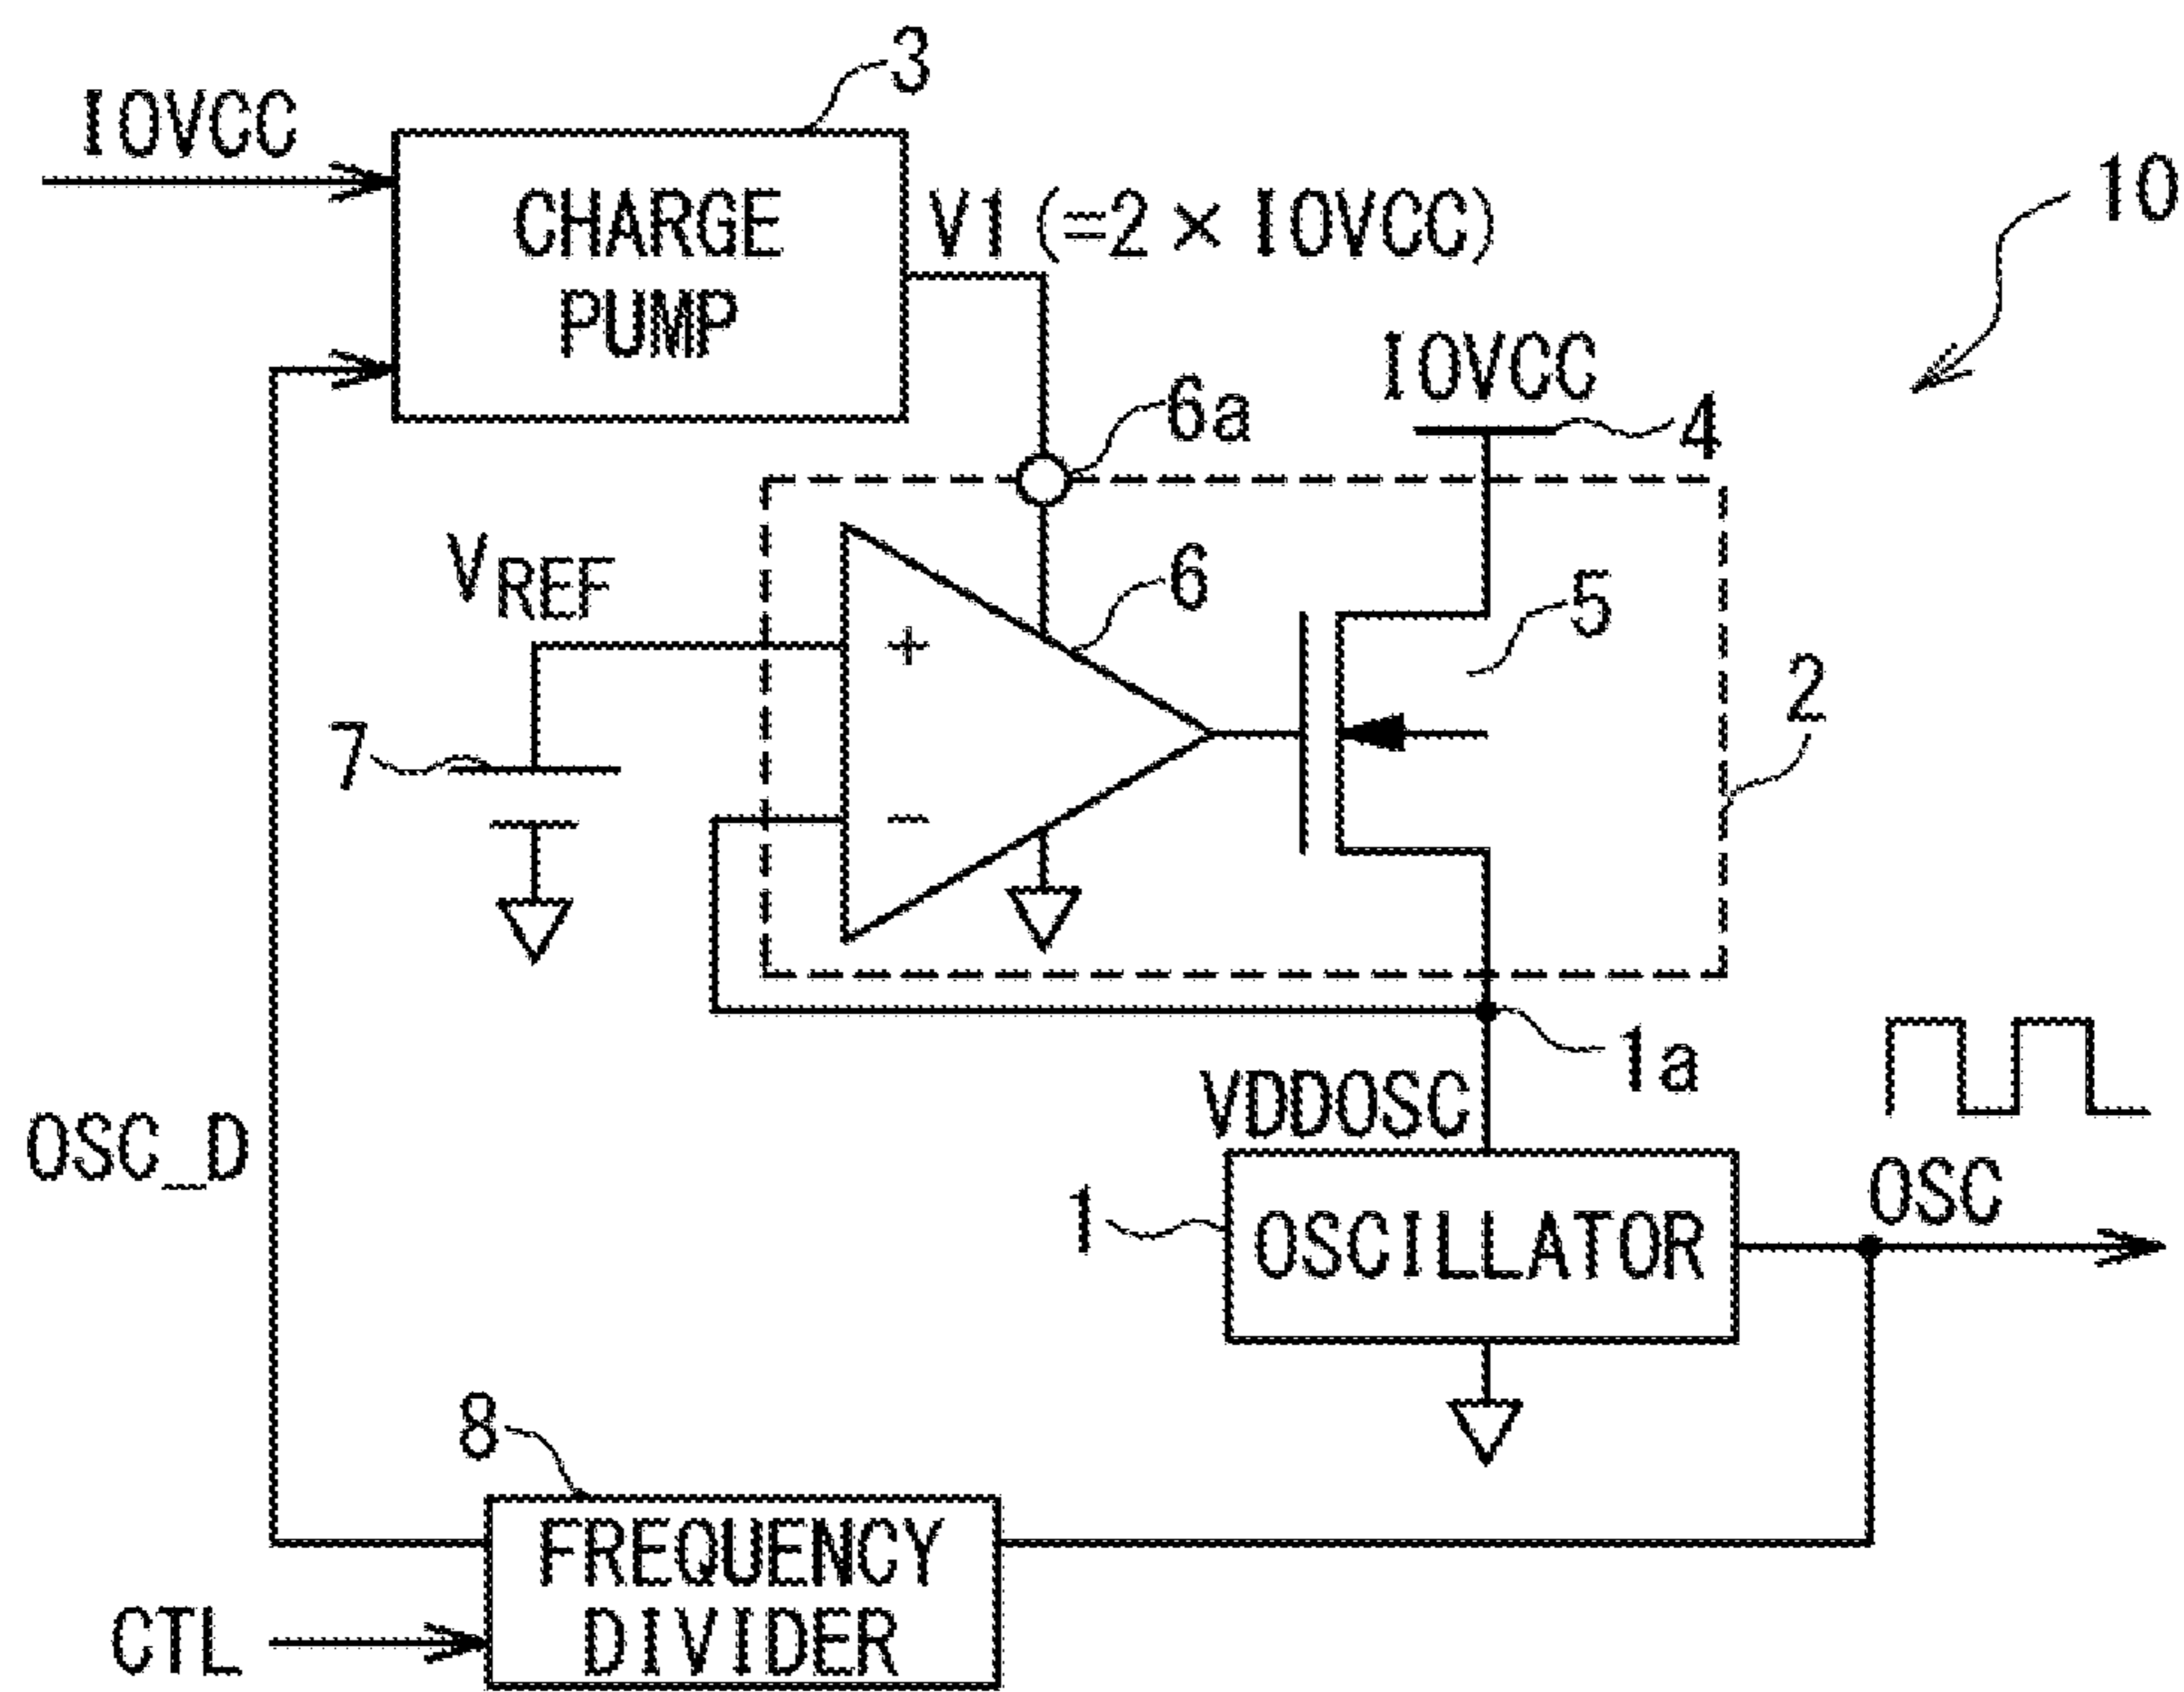 3
IOVCC
10
CHARGE
PUMP
V1 (=2 × IOVCC)
IOVCC
6a
4
VREF
6
5
+
2
7
−
1a
VDDOSC
OSC_D
OSC
1
OSCILLATOR
8
FREQUENCY
DIVIDER
CTL